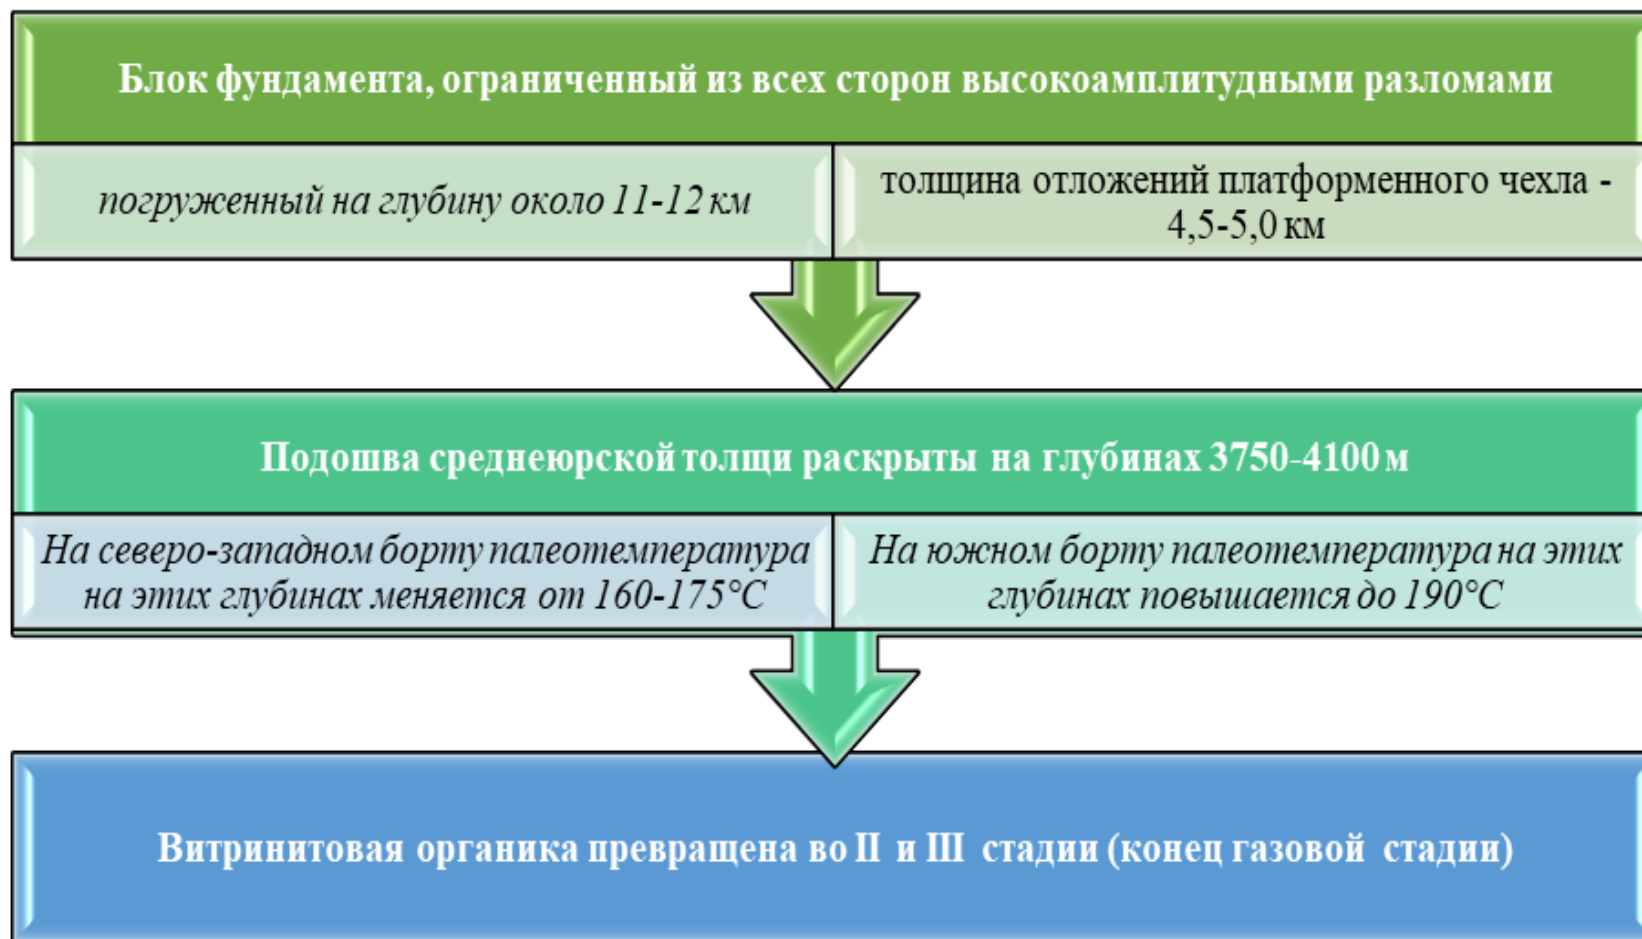 Блок фундамента, ограниченный из всех сторон высокоамплитудными разломами
погруженный на глубину около 11-12 км
толщина отложений платформенного чехла -
4,5-5,0 км
Подошва среднеюрской толщи раскрыты на глубинах 3750-4100 м
На северо-западном борту палеотемпература
на этих глубинах меняется от 160-175°С
На южном борту палеотемпература на этих
глубинах повышается до 190°С
Витринитовая органика превращена во II и III стадии (конец газовой стадии)